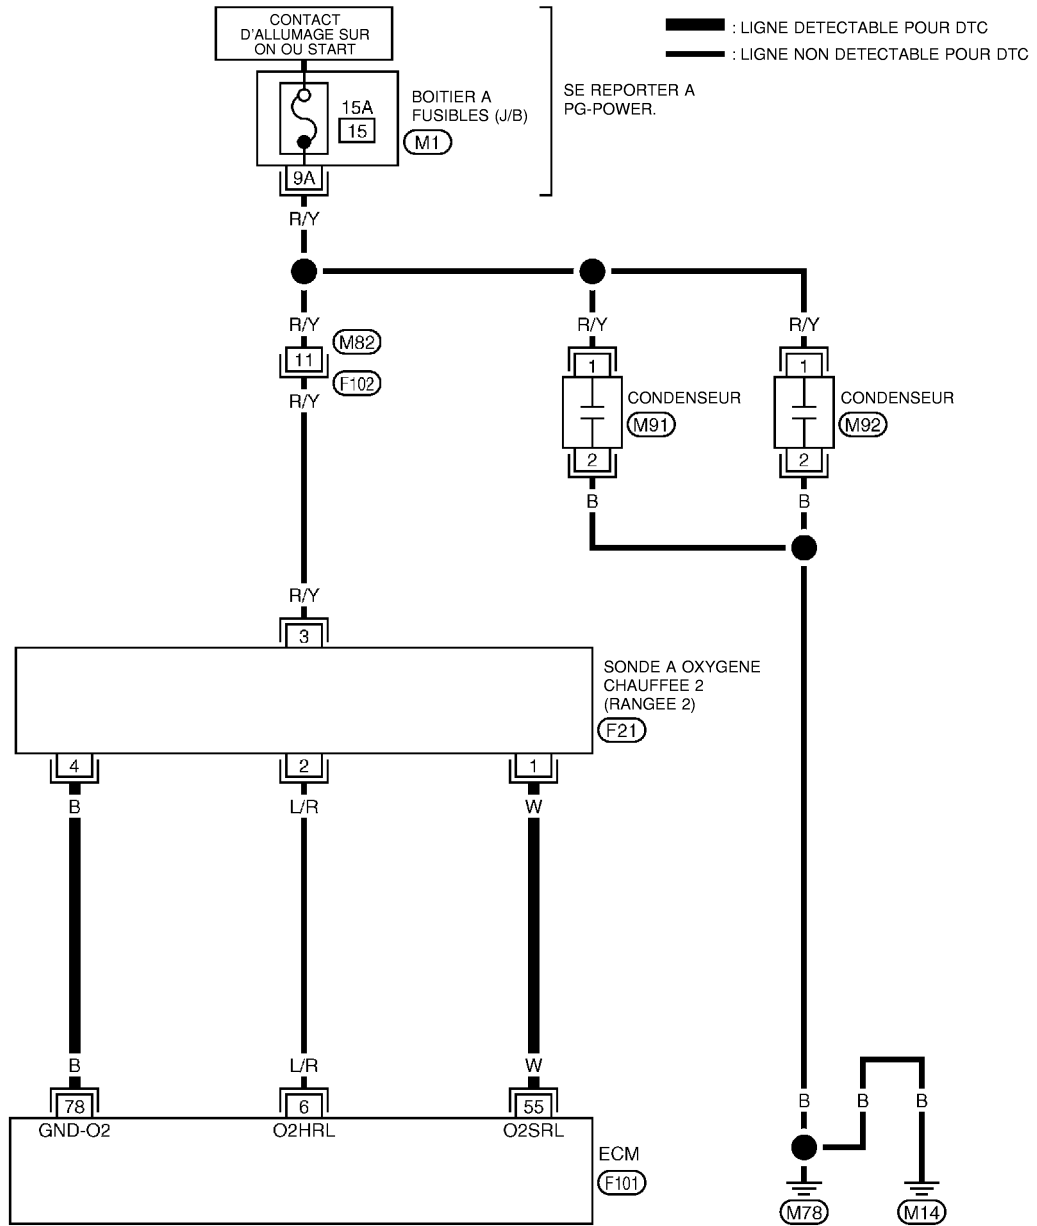 CONTACT
D'ALLUMAGE SUR
ON OU START
: LIGNE DETECTABLE POUR DTC
: LIGNE NON DETECTABLE POUR DTC
15A
15
BOITIER A
FUSIBLES (J/B)
M1
SE REPORTER A
PG-POWER.
9A
R/Y
R/Y
R/Y
R/Y
M82
11
F102
R/Y
1
1
CONDENSEUR
M91
CONDENSEUR
M92
2
2
B
B
R/Y
3
SONDE A OXYGENE
CHAUFFEE 2
(RANGEE 2)
F21
4
2
1
B
L/R
W
B
L/R
W
B
B
B
78
6
55
GND-O2
O2HRL
O2SRL
ECM
F101
M78
M14